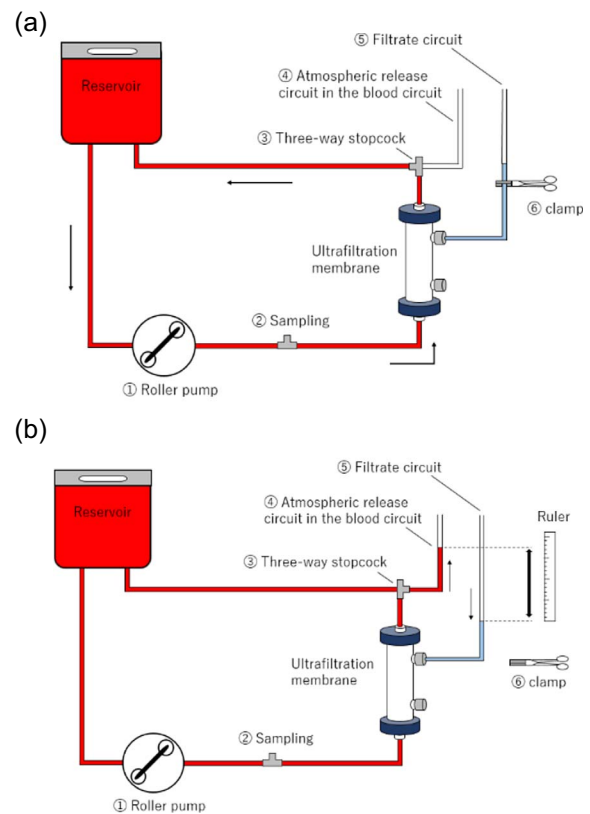 (a)
⑤ Filtrate circuit
④ Atmospheric release
circuit in the blood circuit
Reservoir
③ Three-way stopcock
⑥ clamp
Ultrafiltration
membrane
② Sampling
① Roller pump
(b)
⑤ Filtrate circuit
④ Atmospheric release
circuit in the blood circuit
Ruler
Reservoir
③ Three-way stopcock
Ultrafiltration
membrane
⑥ clamp
② Sampling
① Roller pump